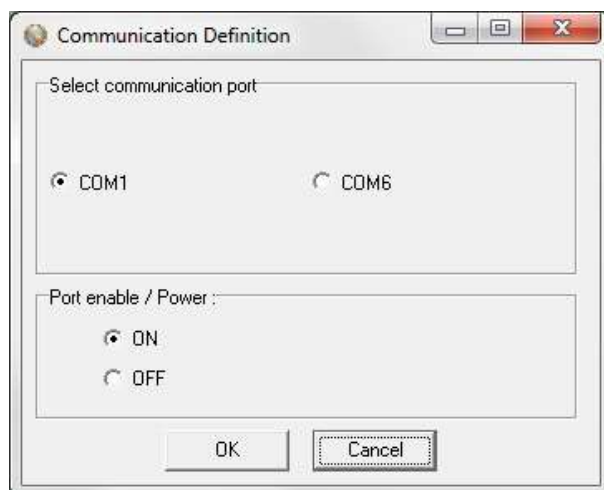 Communication Definition
Select communication port
COM1 COM6
Port enable / Power :
ON
OFF
OK Cancel